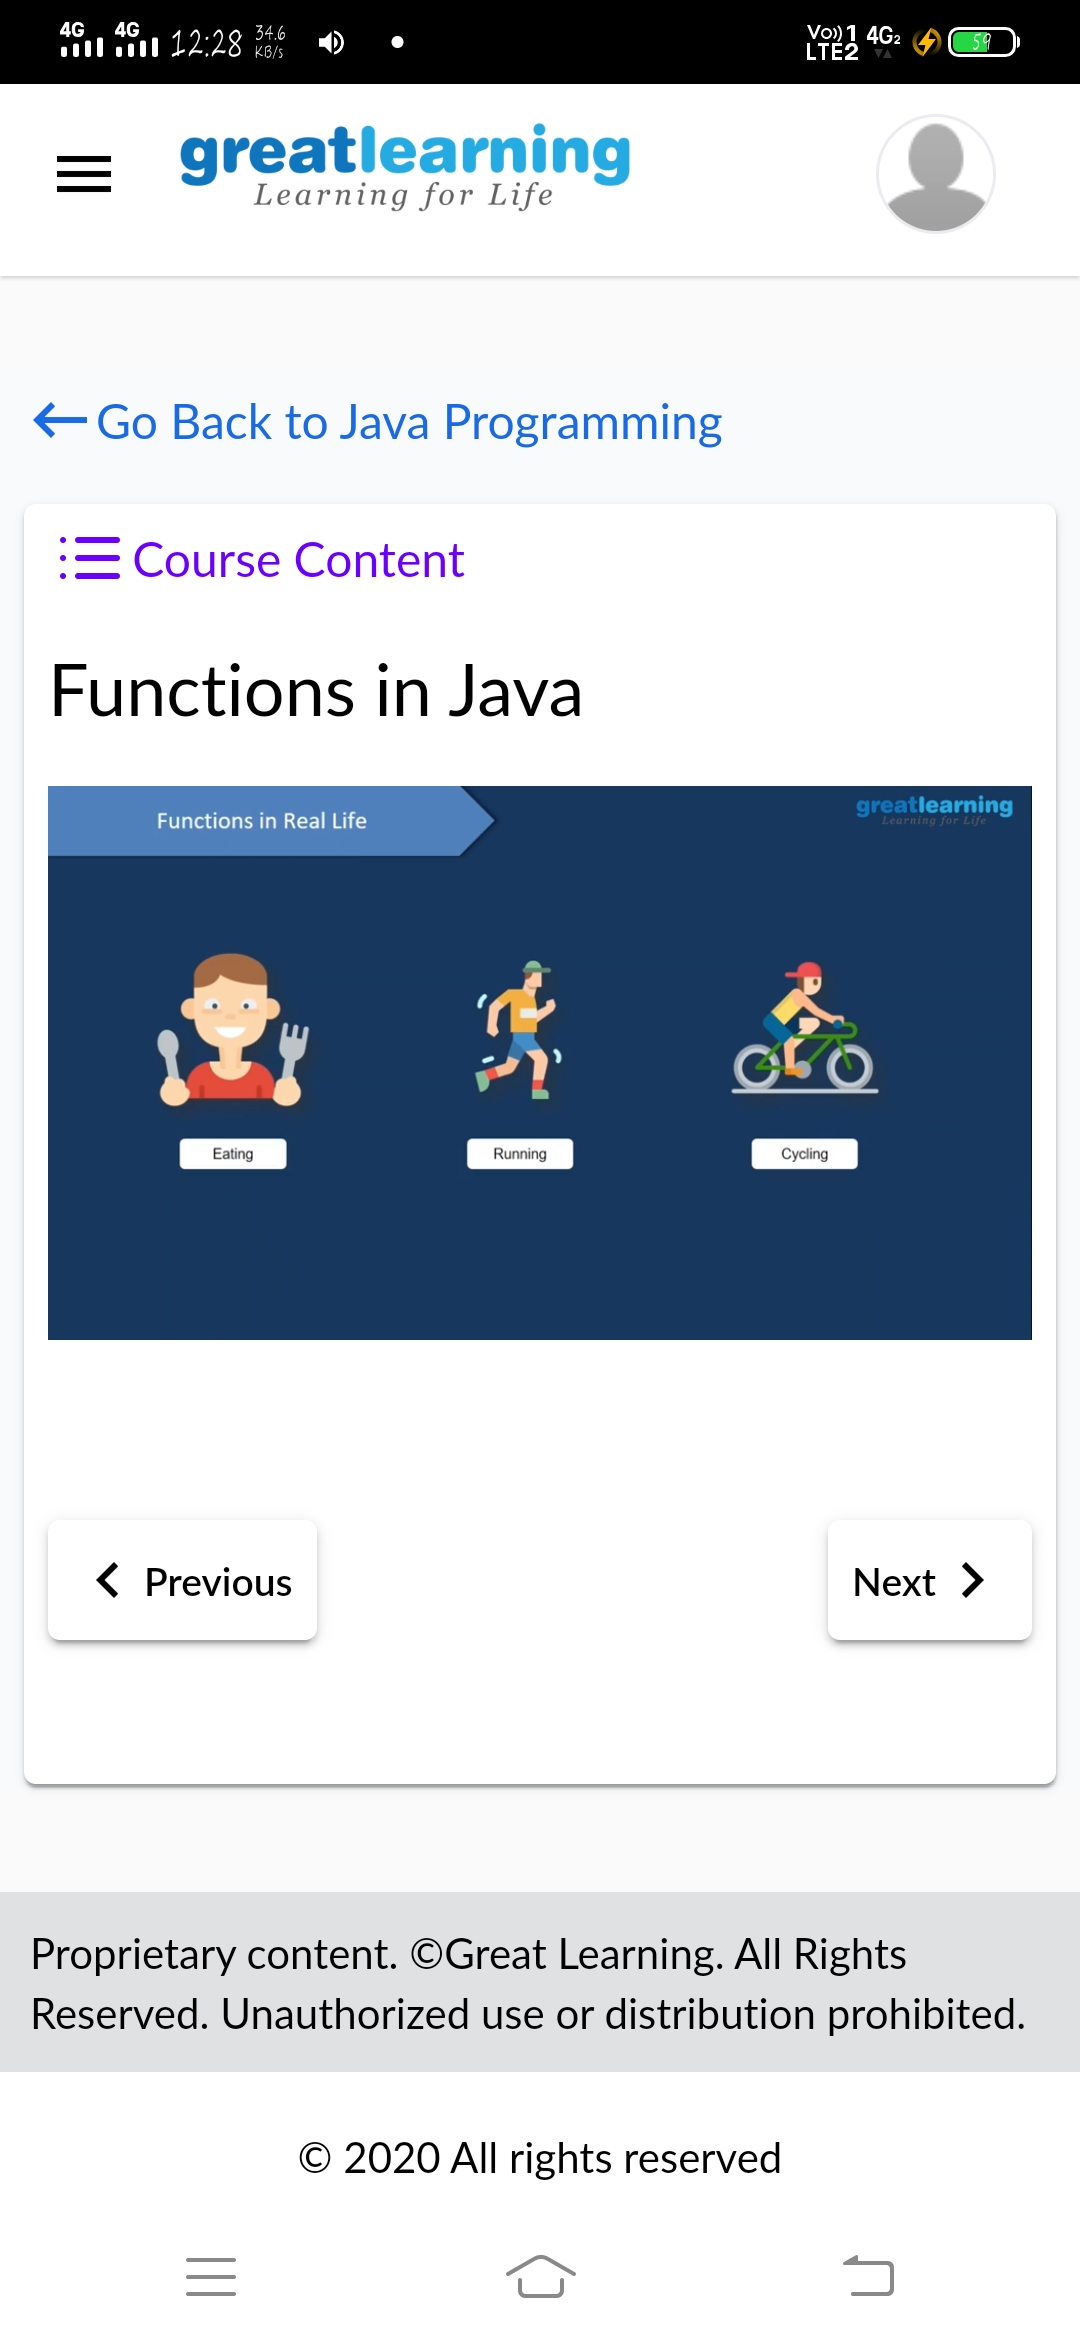 4G 4G 12:28 34.6 KB/s Vo)) 1 LTE2 4G2 59
greatlearning
Learning for Life
Go Back to Java Programming
Course Content
Functions in Java
Functions in Real Life
greatlearning
Learning for Life
Eating Running Cycling
Previous Next
Proprietary content. ©Great Learning. All Rights
Reserved. Unauthorized use or distribution prohibited.
© 2020 All rights reserved